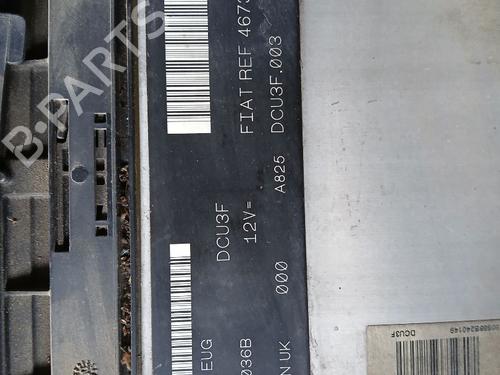 B-PARTS
FIAT REF 4673
DCU3F.003
DCU3F
12V=
A825
000
EUG
036B
N UK
DCU3F